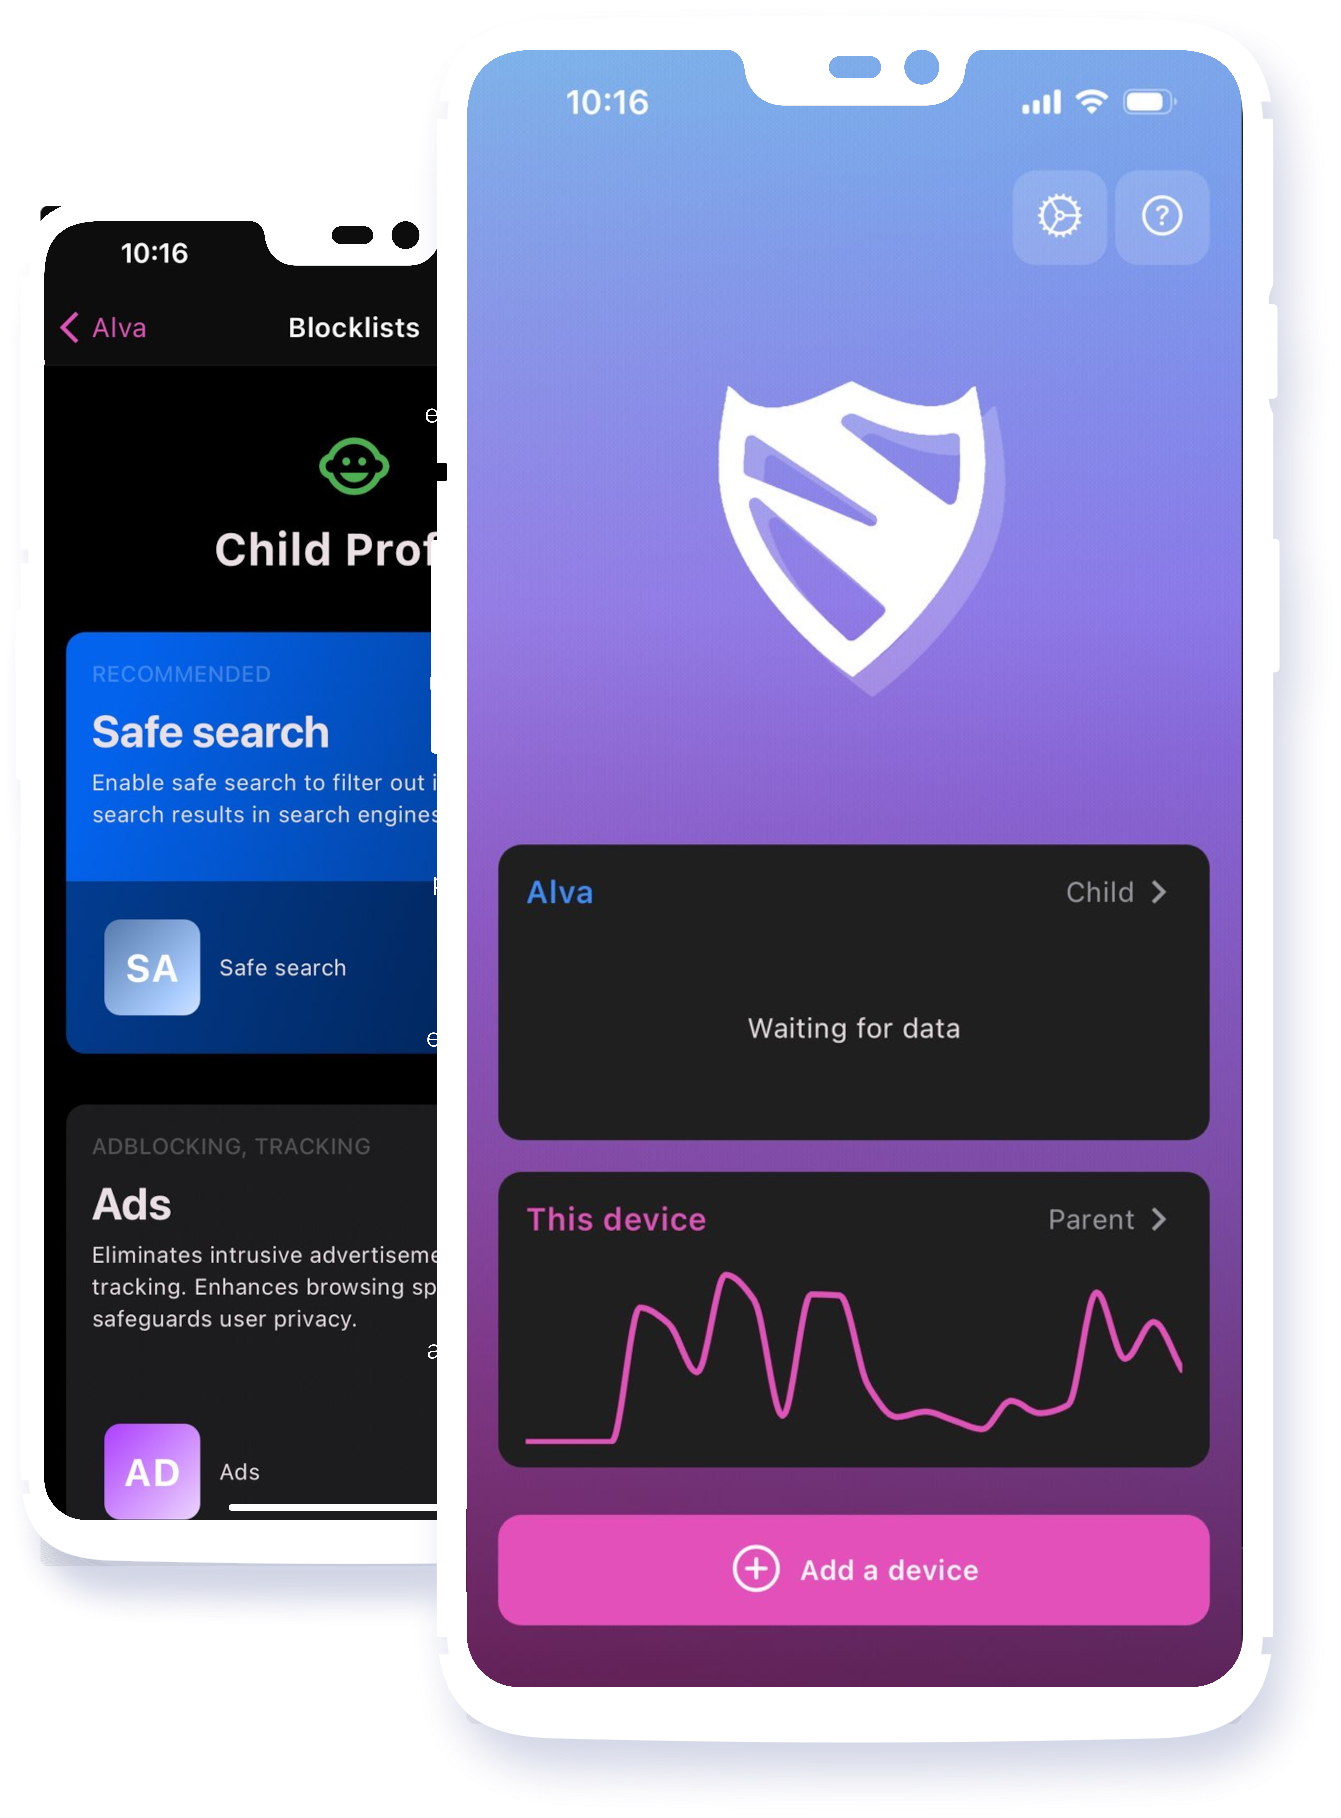 10:16
Alva
Blocklists
Child Prof
RECOMMENDED
Safe search
Enable safe search to filter out i
search results in search engines
SA
Safe search
ADBLOCKING, TRACKING
Ads
Eliminates intrusive advertiseme
tracking. Enhances browsing sp
safeguards user privacy.
AD
Ads
10:16
?
Alva
Child
Waiting for data
This device
Parent
Add a device